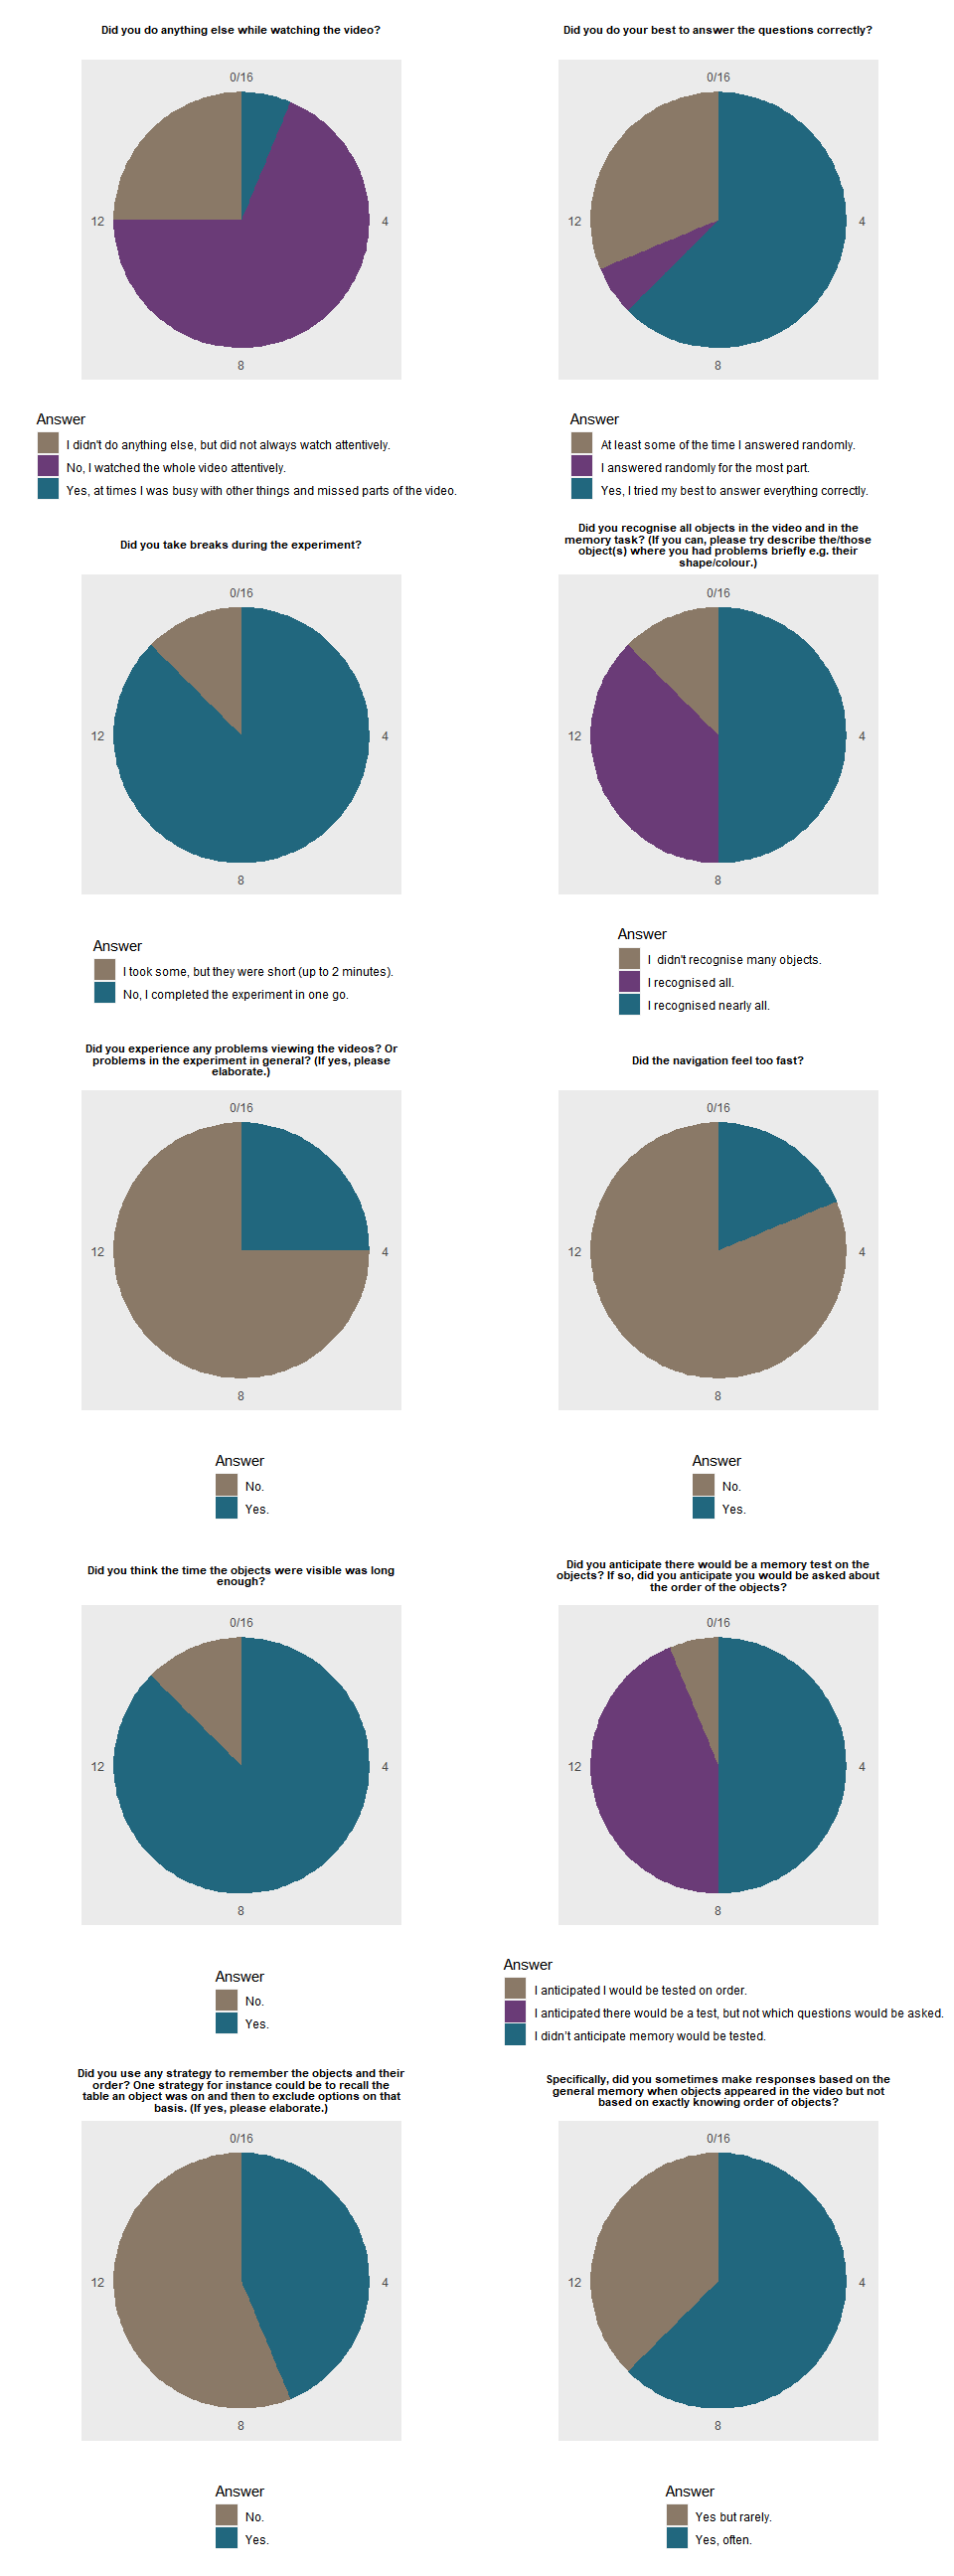 Did you do anything else while watching the video?
0/16
12
4
8
Answer
I didn't do anything else, but did not always watch attentively.
No, I watched the whole video attentively.
Yes, at times I was busy with other things and missed parts of the video.
Did you do your best to answer the questions correctly?
0/16
12
4
8
Answer
At least some of the time I answered randomly.
I answered randomly for the most part.
Yes, I tried my best to answer everything correctly.
Did you take breaks during the experiment?
0/16
12
4
8
Answer
I took some, but they were short (up to 2 minutes).
No, I completed the experiment in one go.
Did you recognise all objects in the video and in the
memory task? (If you can, please try describe the/those
object(s) where you had problems briefly e.g. their
shape/colour.)
0/16
12
4
8
Answer
I  didn't recognise many objects.
I recognised all.
I recognised nearly all.
Did you experience any problems viewing the videos? Or
problems in the experiment in general? (If yes, please
elaborate.)
0/16
12
4
8
Answer
No.
Yes.
Did the navigation feel too fast?
0/16
12
4
8
Answer
No.
Yes.
Did you think the time the objects were visible was long
enough?
0/16
12
4
8
Answer
No.
Yes.
Did you anticipate there would be a memory test on the
objects? If so, did you anticipate you would be asked about
the order of the objects?
0/16
12
4
8
Answer
I anticipated I would be tested on order.
I anticipated there would be a test, but not which questions would be asked.
I didn't anticipate memory would be tested.
Did you use any strategy to remember the objects and their
order? One strategy for instance could be to recall the
table an object was on and then to exclude options on that
basis. (If yes, please elaborate.)
0/16
12
4
8
Answer
No.
Yes.
Specifically, did you sometimes make responses based on the
general memory when objects appeared in the video but not
based on exactly knowing order of objects?
0/16
12
4
8
Answer
Yes but rarely.
Yes, often.